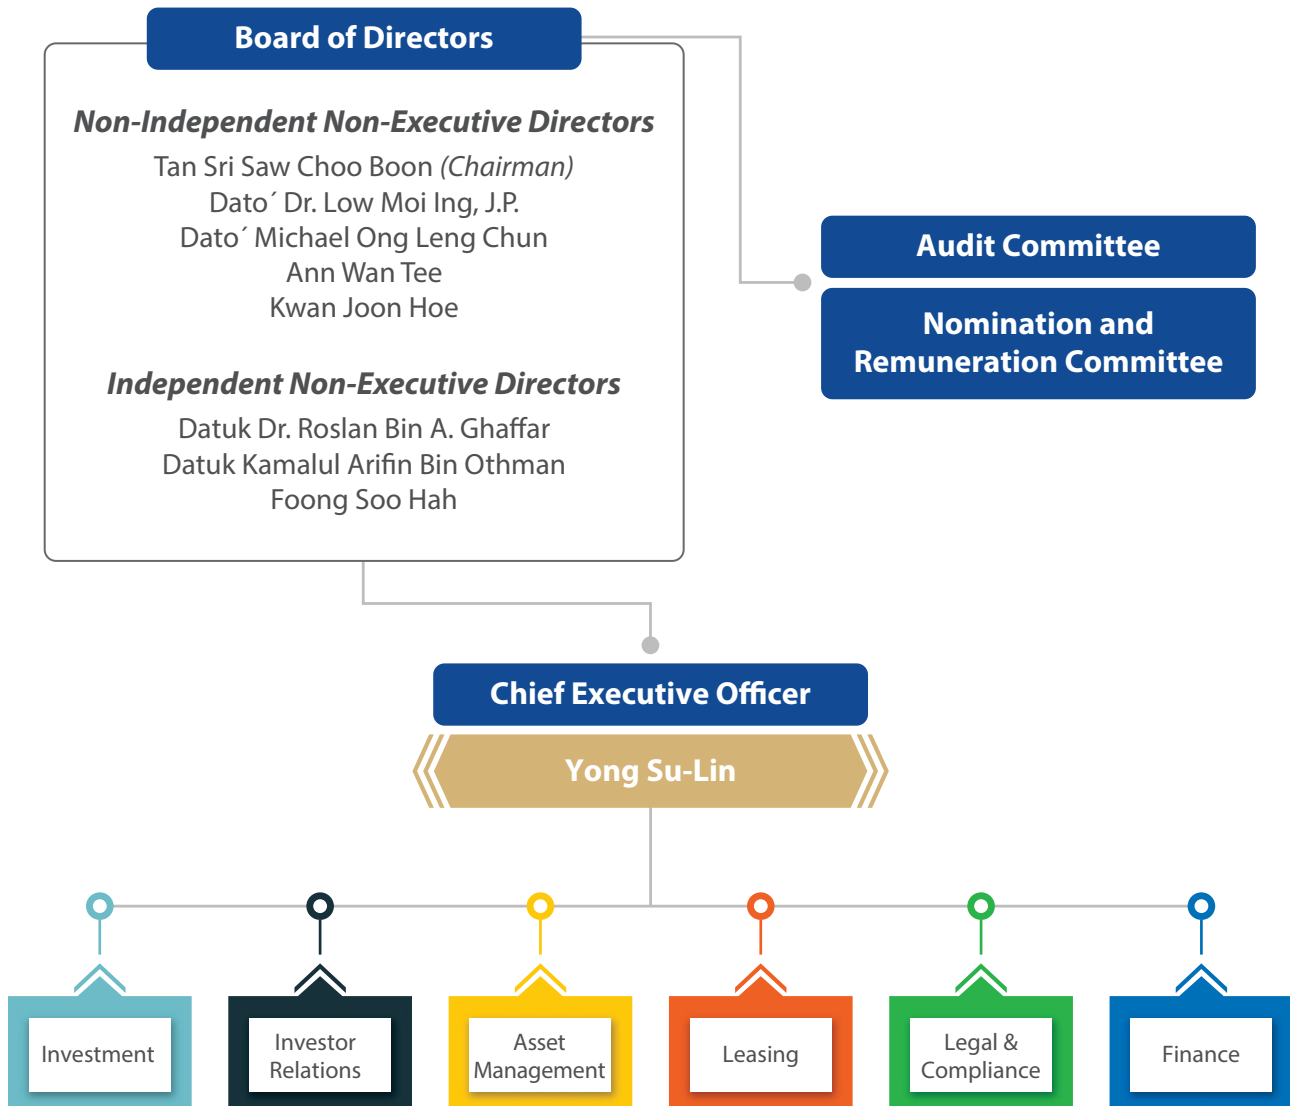 Board of Directors
Non-Independent Non-Executive Directors
Tan Sri Saw Choo Boon (Chairman)
Dato´ Dr. Low Moi Ing, J.P.
Dato´ Michael Ong Leng Chun
Ann Wan Tee
Kwan Joon Hoe
Independent Non-Executive Directors
Datuk Dr. Roslan Bin A. Ghaffar
Datuk Kamalul Arifin Bin Othman
Foong Soo Hah
Audit Committee
Nomination and
Remuneration Committee
Chief Executive Officer
Yong Su-Lin
Investment
Investor
Relations
Asset
Management
Leasing
Legal &
Compliance
Finance